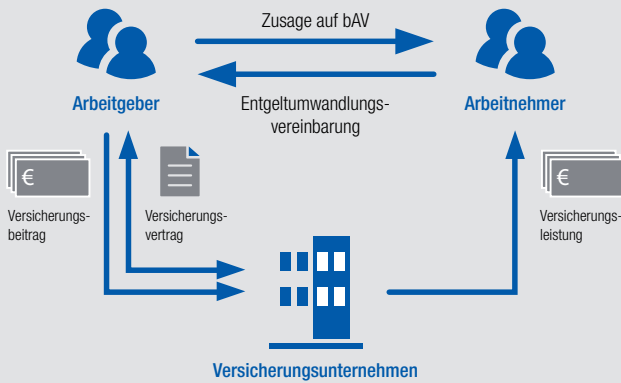 Zusage auf bAV
Arbeitgeber
Entgeltumwandlungs-
vereinbarung
Arbeitnehmer
€
Versicherungs-
beitrag
Versicherungs-
vertrag
€
Versicherungs-
leistung
Versicherungsunternehmen